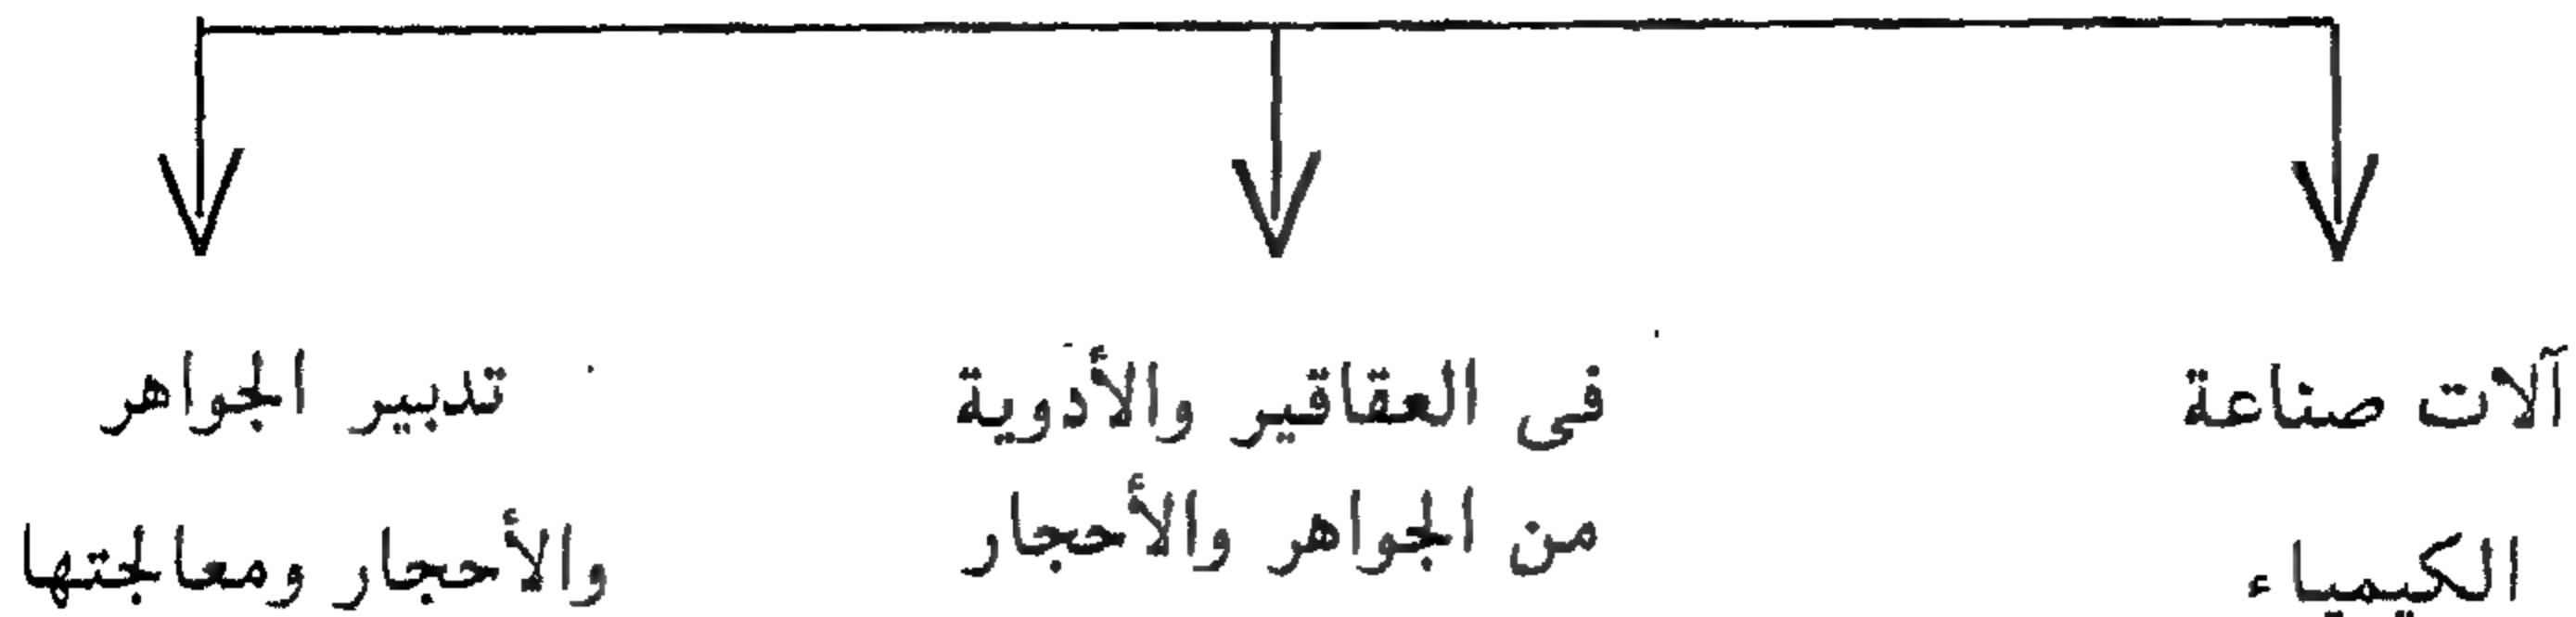 آلات صناعة
الكيمياء
فى العقاقير والأدوية
من الجواهر والأحجار
تدبير الجواهر
والأحجار ومعالجتها